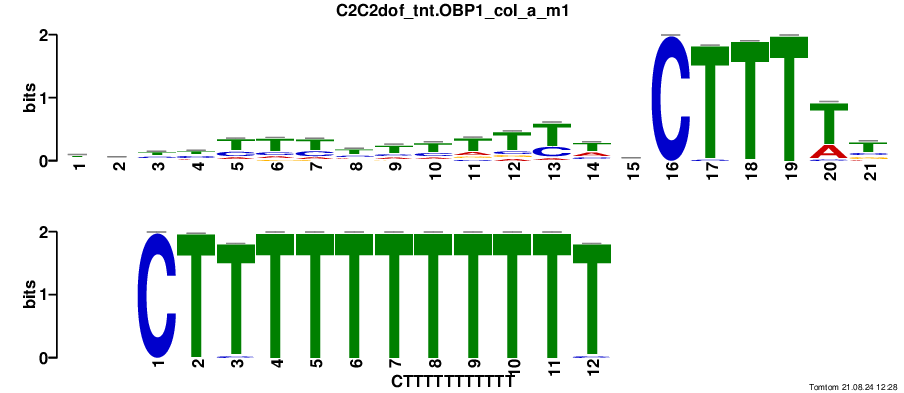 C2C2dof_tnt.OBP1_col_a_m1
bits
2
1
0
T T T T T T T T T T C T T T T A T
1 2 3 4 5 6 7 8 9 10 11 12 13 14 15 16 17 18 19 20 21
bits
2
1
0
C T T T T T T T T T T T
1 2 3 4 5 6 7 8 9 10 11 12
CTTTTTTTTTTT
Tomtom 21.08.24 12:28